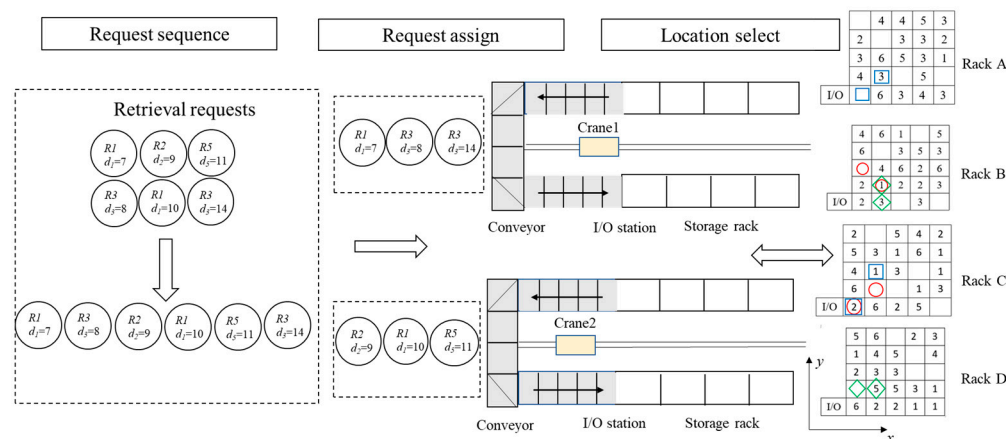 Request sequence
Request assign
Location select
Retrieval requests
R1
d1=7
R2
d2=9
R5
d3=11
R3
d3=8
R1
d1=10
R3
d3=14
R1
d1=7
R3
d3=8
R2
d2=9
R1
d1=10
R5
d3=11
R3
d3=14
R1
d1=7
R3
d3=8
R3
d3=14
Crane1
Conveyor
I/O station
Storage rack
R2
d2=9
R1
d1=10
R5
d3=11
Crane2
Conveyor
I/O station
Storage rack
4 4 5 3
2 3 3 2
3 6 5 3 1
4 3 5
I/O 6 3 4 3
Rack A
4 6 1 5
6 3 5 3
4 6 2 6
2 1 2 2 3
I/O 2 3 3
Rack B
2 5 4 2
5 3 1 6 1
4 1 3 1
6 1 3
I/O 2 6 2 5
Rack C
5 6 2 3
1 4 5 4
2 3 3
5 5 3 1
I/O 6 2 2 1 1
Rack D
y
x